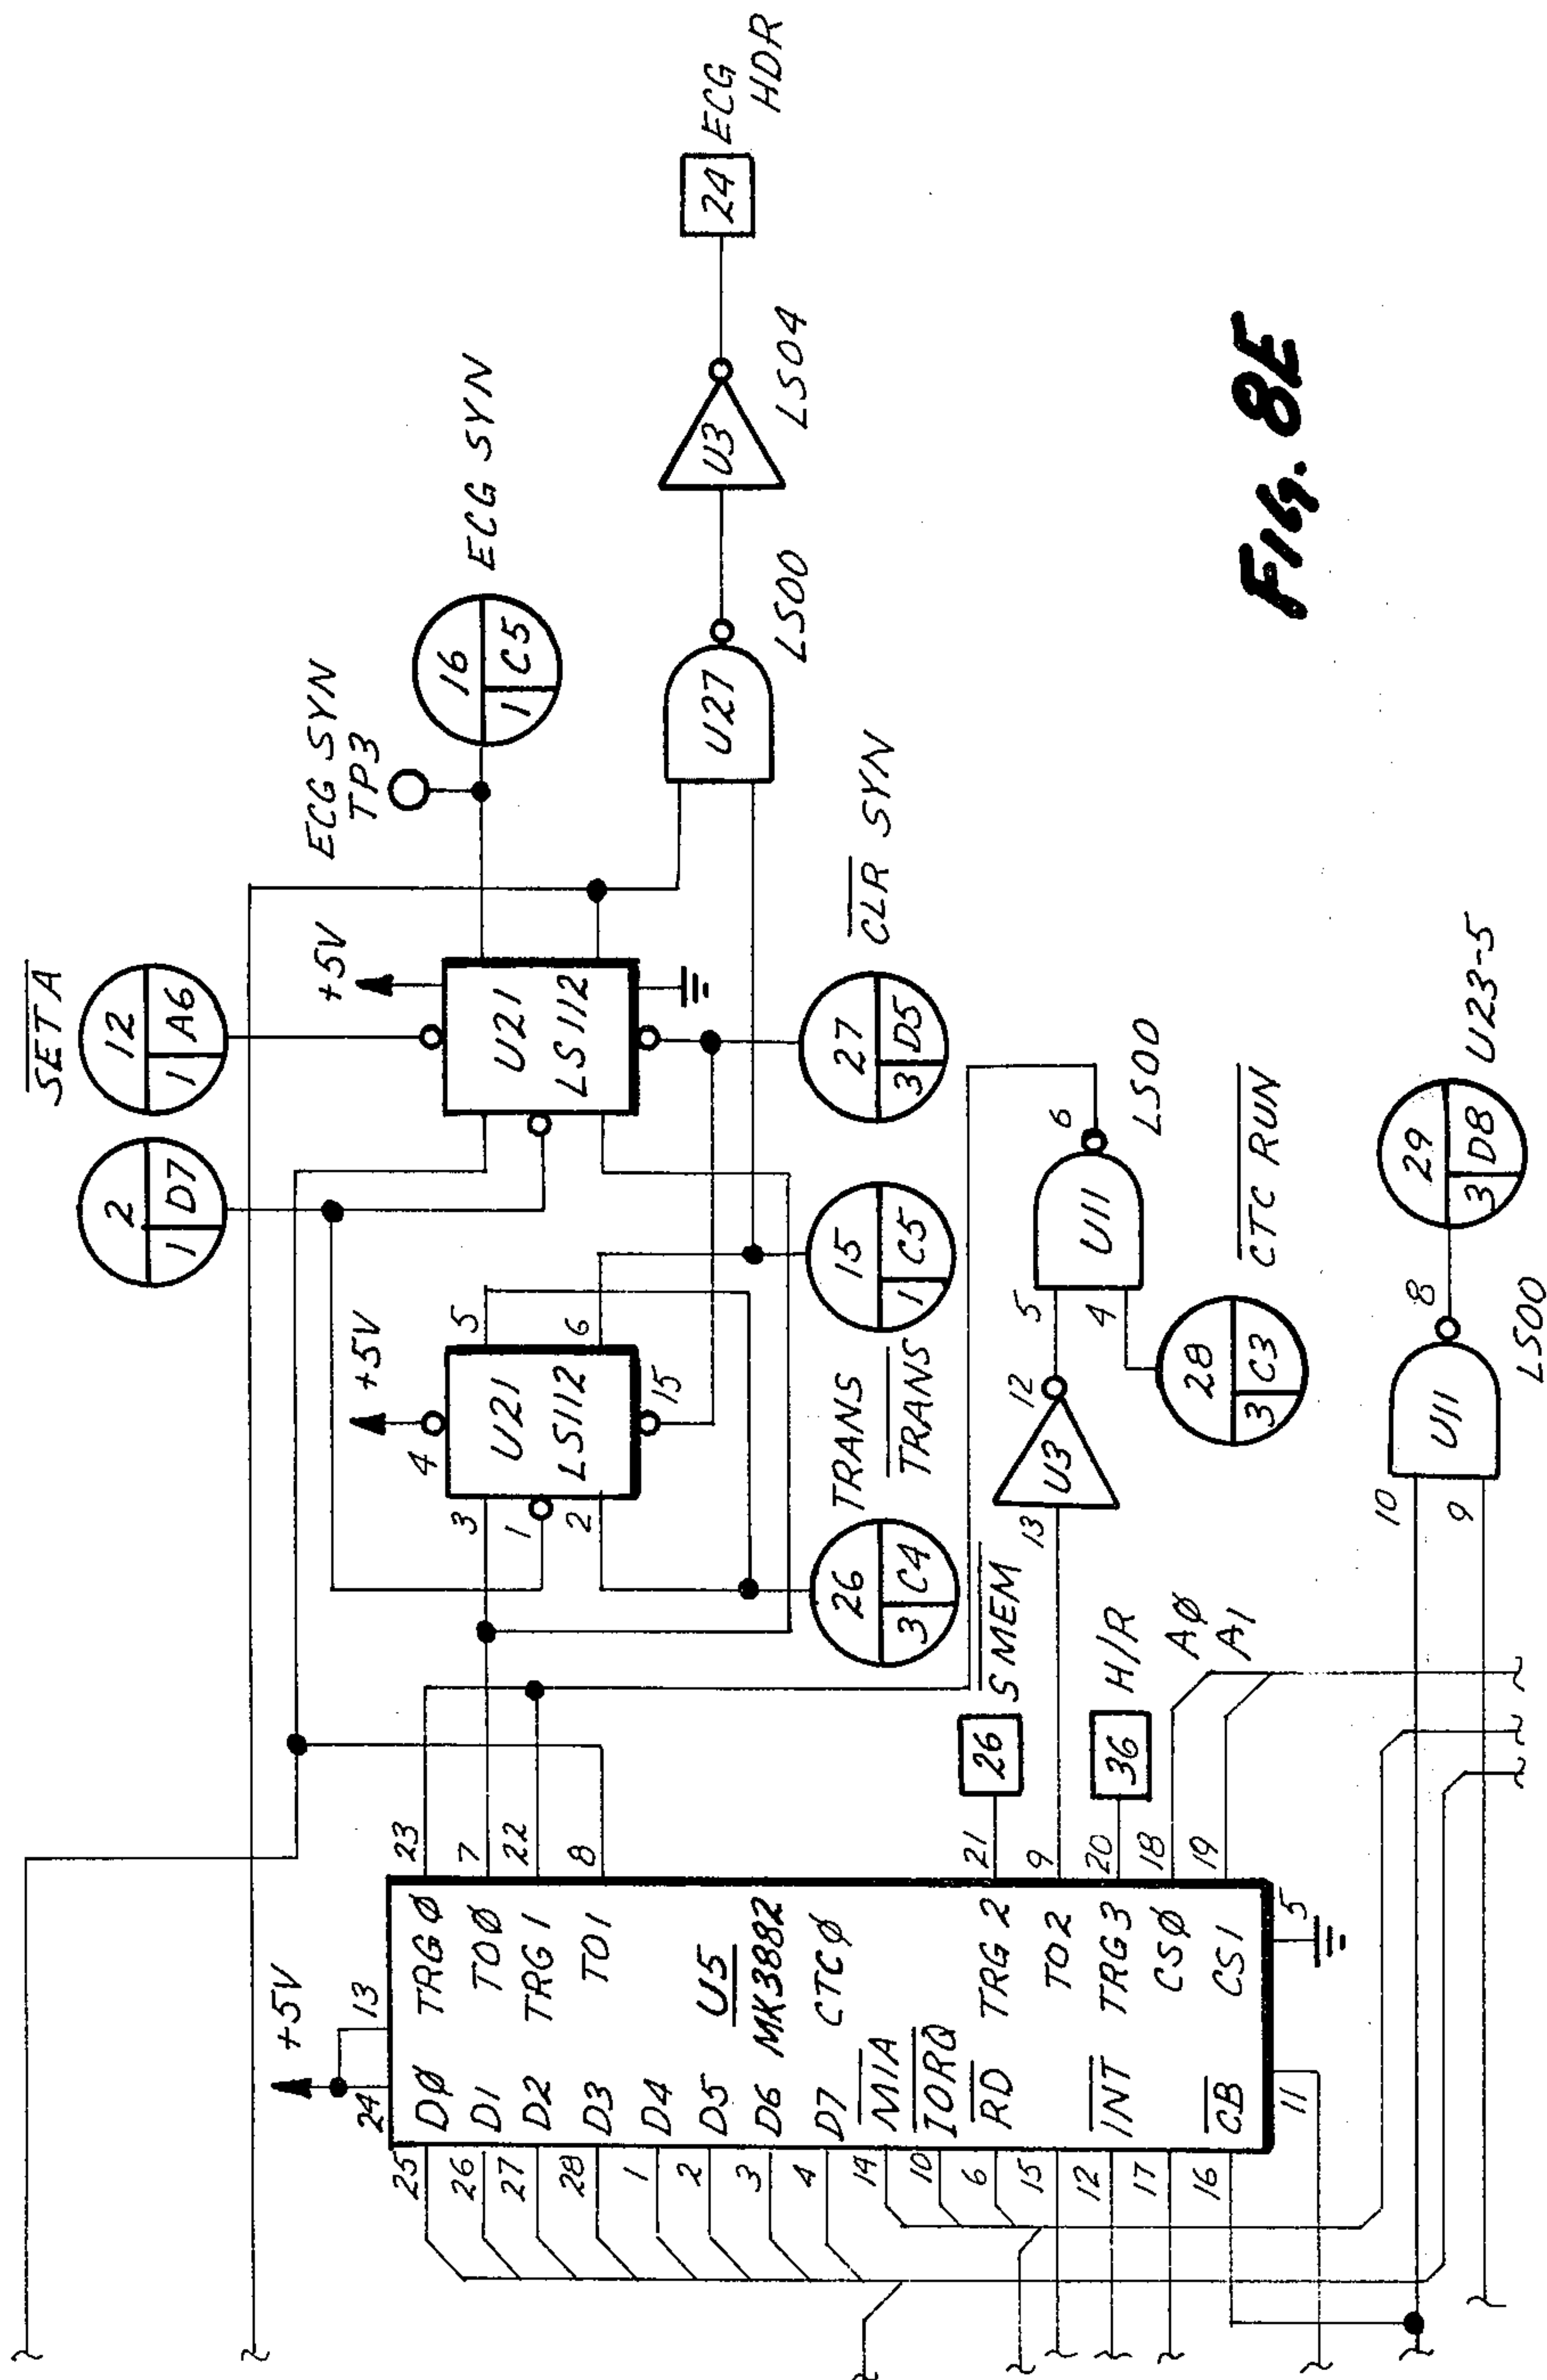 +5V
24
13
25
26
27
28
1
2
3
4
14
10
6
15
12
17
16
DØ
D1
D2
D3
D4
D5
D6
D7
M1A
IORQ
RD
INT
CB
U5
MK3882
CTCØ
TRGØ
TOØ
TRG1
TO1
TRG 2
TO2
TRG3
CSØ
CS1
11
5
23
7
22
8
21
9
20
18
19
26
S MEM
36
H/R
AØ
A1
+5V
4
3
1
2
U21
LS112
5
6
15
26
3 C4
TRANS
TRANS
15
1 C5
2
1 D7
SET A
12
1 A6
+5V
U21
LS112
27
3 D5
CLR SYN
ECG SYN
TP3
16
1 C5
ECG SYN
U27
LS00
U3
LS04
24
ECG
HDR
13
U3
12
5
4
U11
6
LS00
28
3 C3
CTC RUN
10
9
U11
8
LS00
29
3 D8
U23-5
Fig. 8E